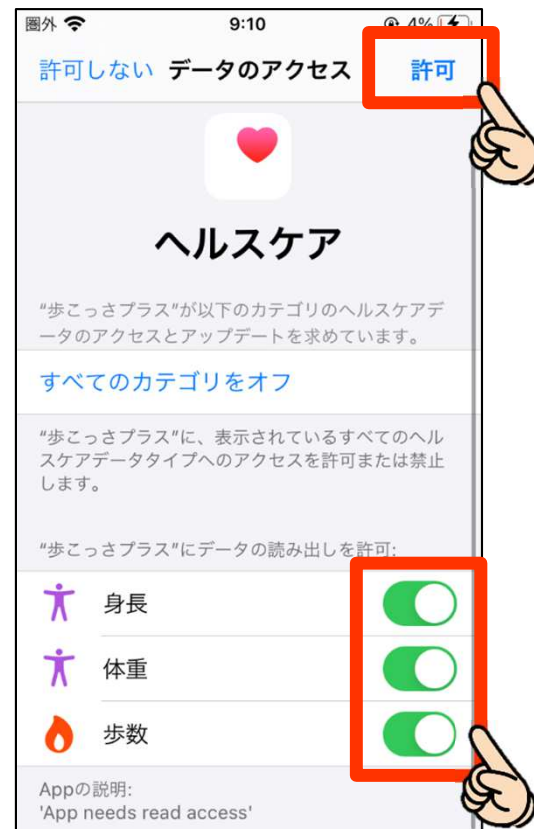 圏外 9:10 4%
許可しない データのアクセス 許可
ヘルスケア
“歩こっさプラス”が以下のカテゴリのヘルスケアデ
ータのアクセスとアップデートを求めています。
すべてのカテゴリをオフ
“歩こっさプラス”に、表示されているすべてのヘル
スケアデータタイプへのアクセスを許可または禁止
します。
“歩こっさプラス”にデータの読み出しを許可:
身長
体重
歩数
Appの説明:
'App needs read access'